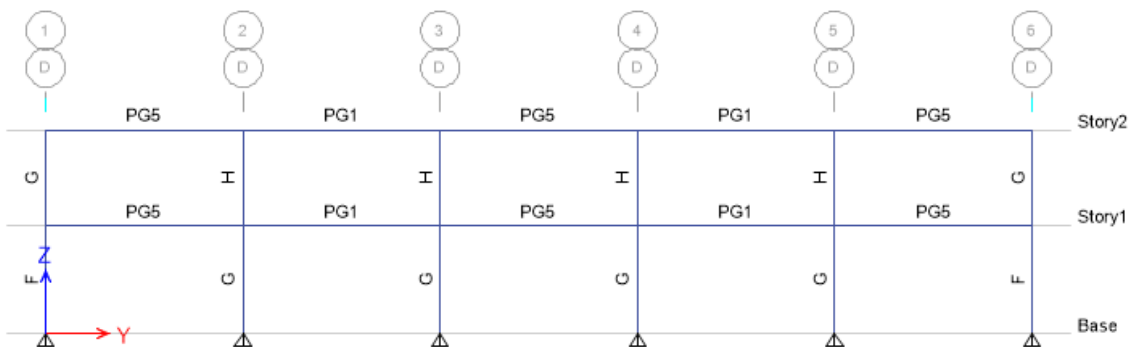 1 2 3 4 5 6
D D D D D D
PG5 PG1 PG5 PG1 PG5
Story2
G H H H H G
PG5 PG1 PG5 PG1 PG5
Story1
Z
F G G G G F
Y
Base